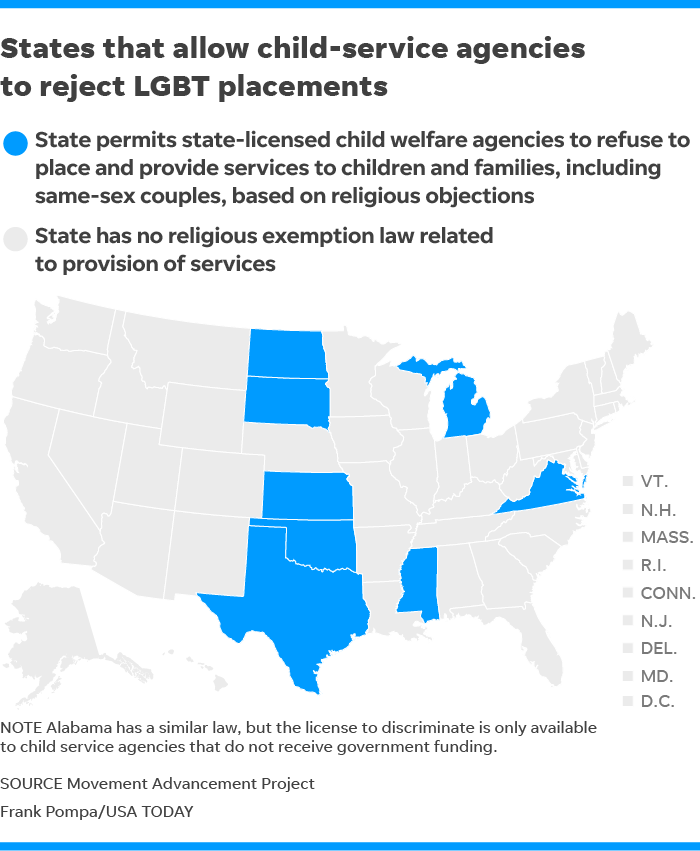 States that allow child-service agencies
to reject LGBT placements
State permits state-licensed child welfare agencies to refuse to
place and provide services to children and families, including
same-sex couples, based on religious objections
State has no religious exemption law related
to provision of services
VT.
N.H.
MASS.
R.I.
CONN.
N.J.
DEL.
MD.
D.C.
NOTE Alabama has a similar law, but the license to discriminate is only available
to child service agencies that do not receive government funding.
SOURCE Movement Advancement Project
Frank Pompa/USA TODAY